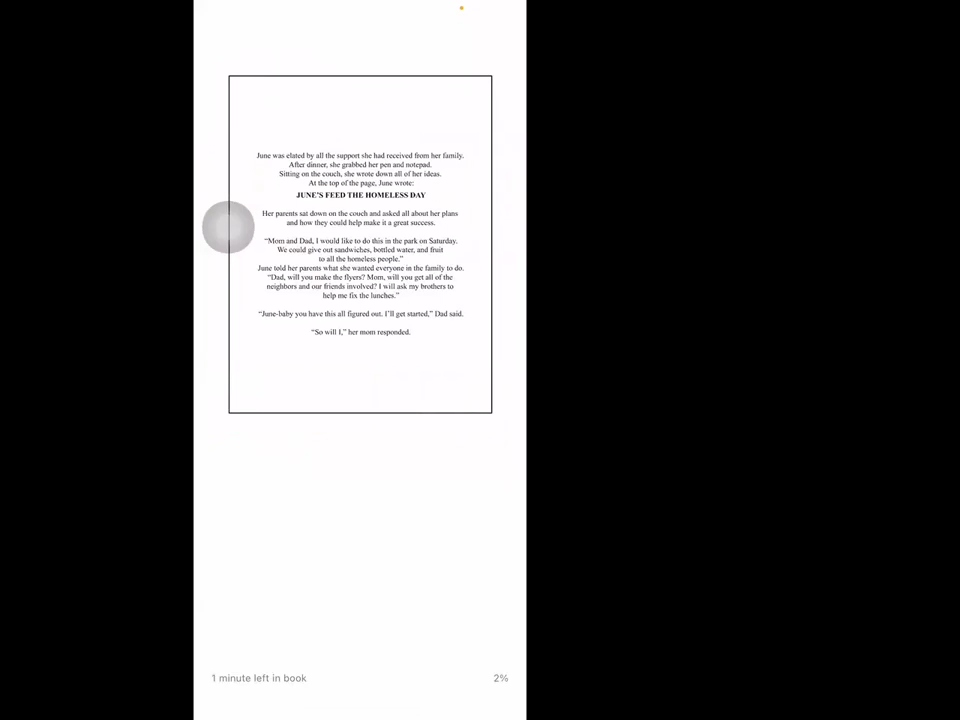 June was elated by all the support she had received from her family.
After dinner, she grabbed her pen and notepad.
Sitting on the couch, she wrote down all of her ideas.
At the top of the page, June wrote:
JUNE'S FEED THE HOMELESS DAY
Her parents sat down on the couch and asked all about her plans
and how they could help make it a great success.
“Mom and Dad, I would like to do this in the park on Saturday.
We could give out sandwiches, bottled water, and fruit
to all the homeless people.”
June told her parents what she wanted everyone in the family to do.
“Dad, will you make the flyers? Mom, will you get all of the
neighbors and our friends involved? I will ask my brothers to
help me fix the lunches.”
“June-baby you have this all figured out. I’ll get started,” Dad said.
“So will I,” her mom responded.
1 minute left in book
2%